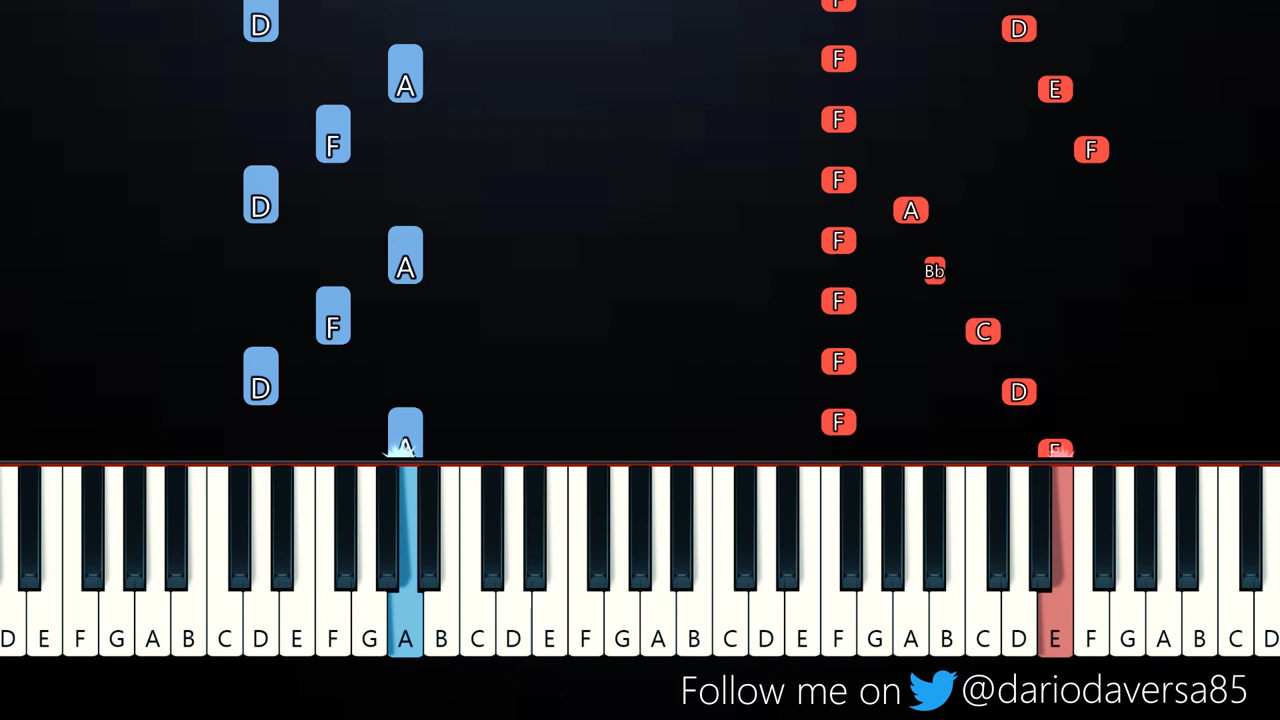 F
D D
A F
E
F F
F F
D F
A
A F
Bb
F F
C
D F D
F
A E
D E F G A B C D E F G A B C D E F G A B C D E F G A B C D E F G A B C D
Follow me on @dariodaversa85